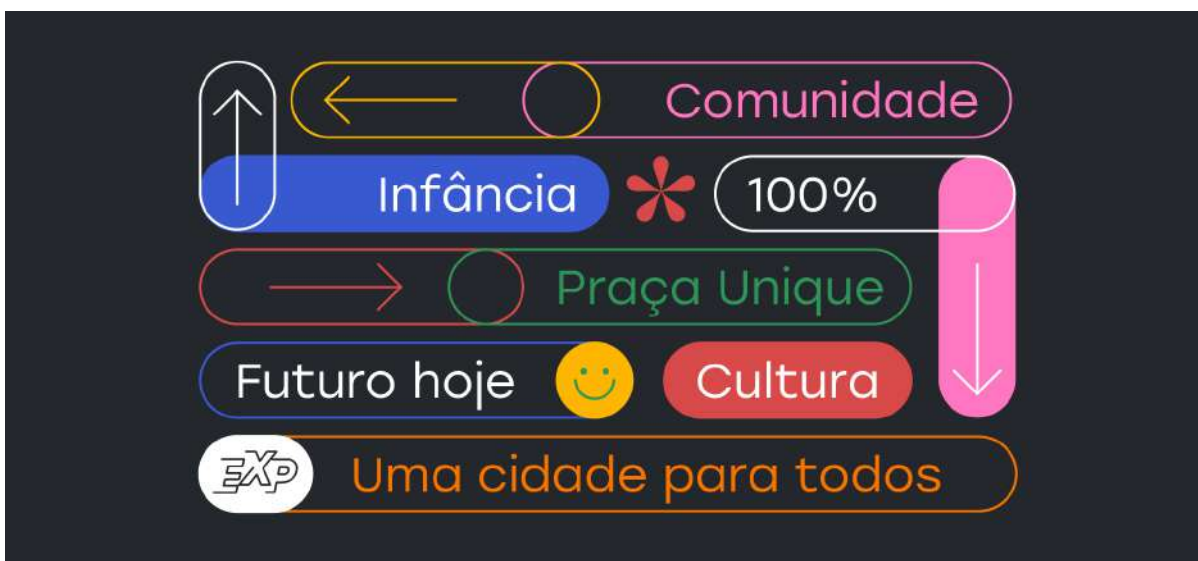 Comunidade
Infância 100%
Praça Unique
Futuro hoje Cultura
EXP Uma cidade para todos